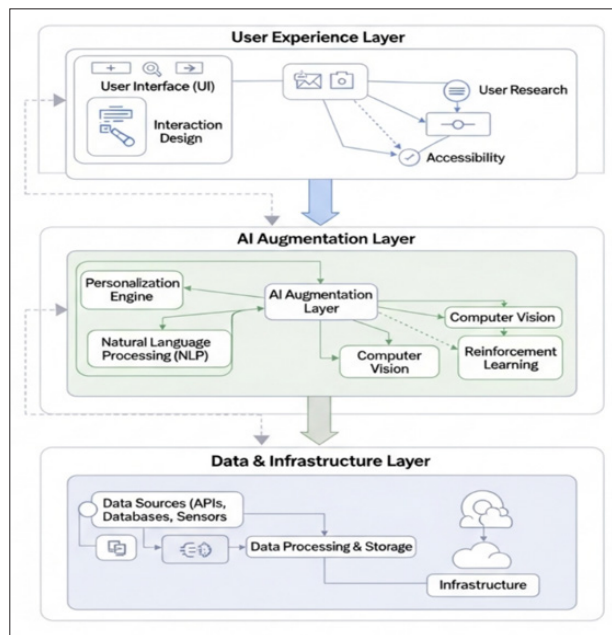 User Experience Layer
User Interface (UI)
Interaction
Design
User Research
Accessibility
AI Augmentation Layer
Personalization
Engine
AI Augmentation
Layer
Natural Language
Processing (NLP)
Computer
Vision
Computer Vision
Reinforcement
Learning
Data & Infrastructure Layer
Data Sources (APIs,
Databases, Sensors
Data Processing & Storage
Infrastructure